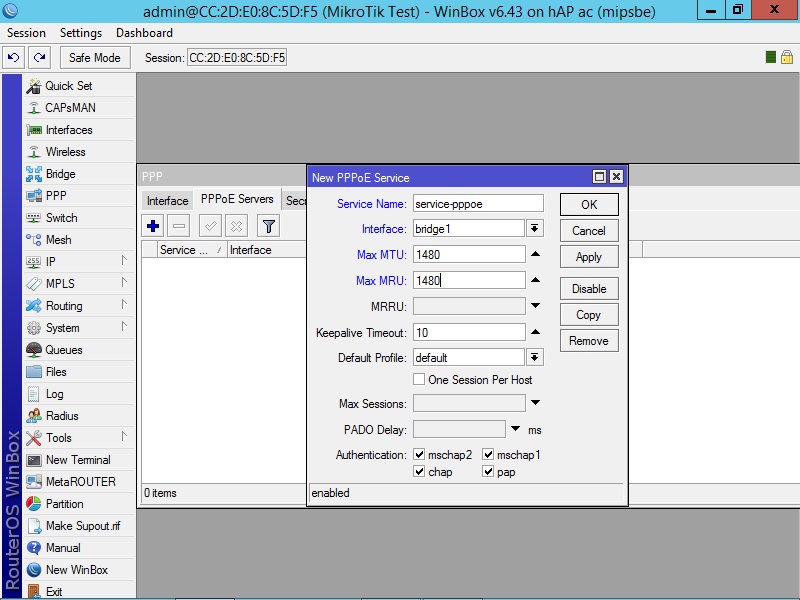 admin@CC:2D:E0:8C:5D:F5 (MikroTik Test) - WinBox v6.43 on hAP ac (mipsbe)
Session Settings Dashboard
Safe Mode Session: CC:2D:E0:8C:5D:F5
Quick Set
CAPsMAN
Interfaces
Wireless
Bridge
PPP
Switch
Mesh
IP
MPLS
Routing
System
Queues
Files
Log
Radius
Tools
New Terminal
MetaROUTER
Partition
Make Supout.rif
Manual
New WinBox
Exit
RouterOS WinBox
PPP
Interface PPPoE Servers Secr
Service ... Interface
0 items
New PPPoE Service
Service Name: service-pppoe
Interface: bridge1
Max MTU: 1480
Max MRU: 1480
MRRU:
Keepalive Timeout: 10
Default Profile: default
One Session Per Host
Max Sessions:
PADO Delay: ms
Authentication: mschap2 mschap1
chap pap
enabled
OK
Cancel
Apply
Disable
Copy
Remove